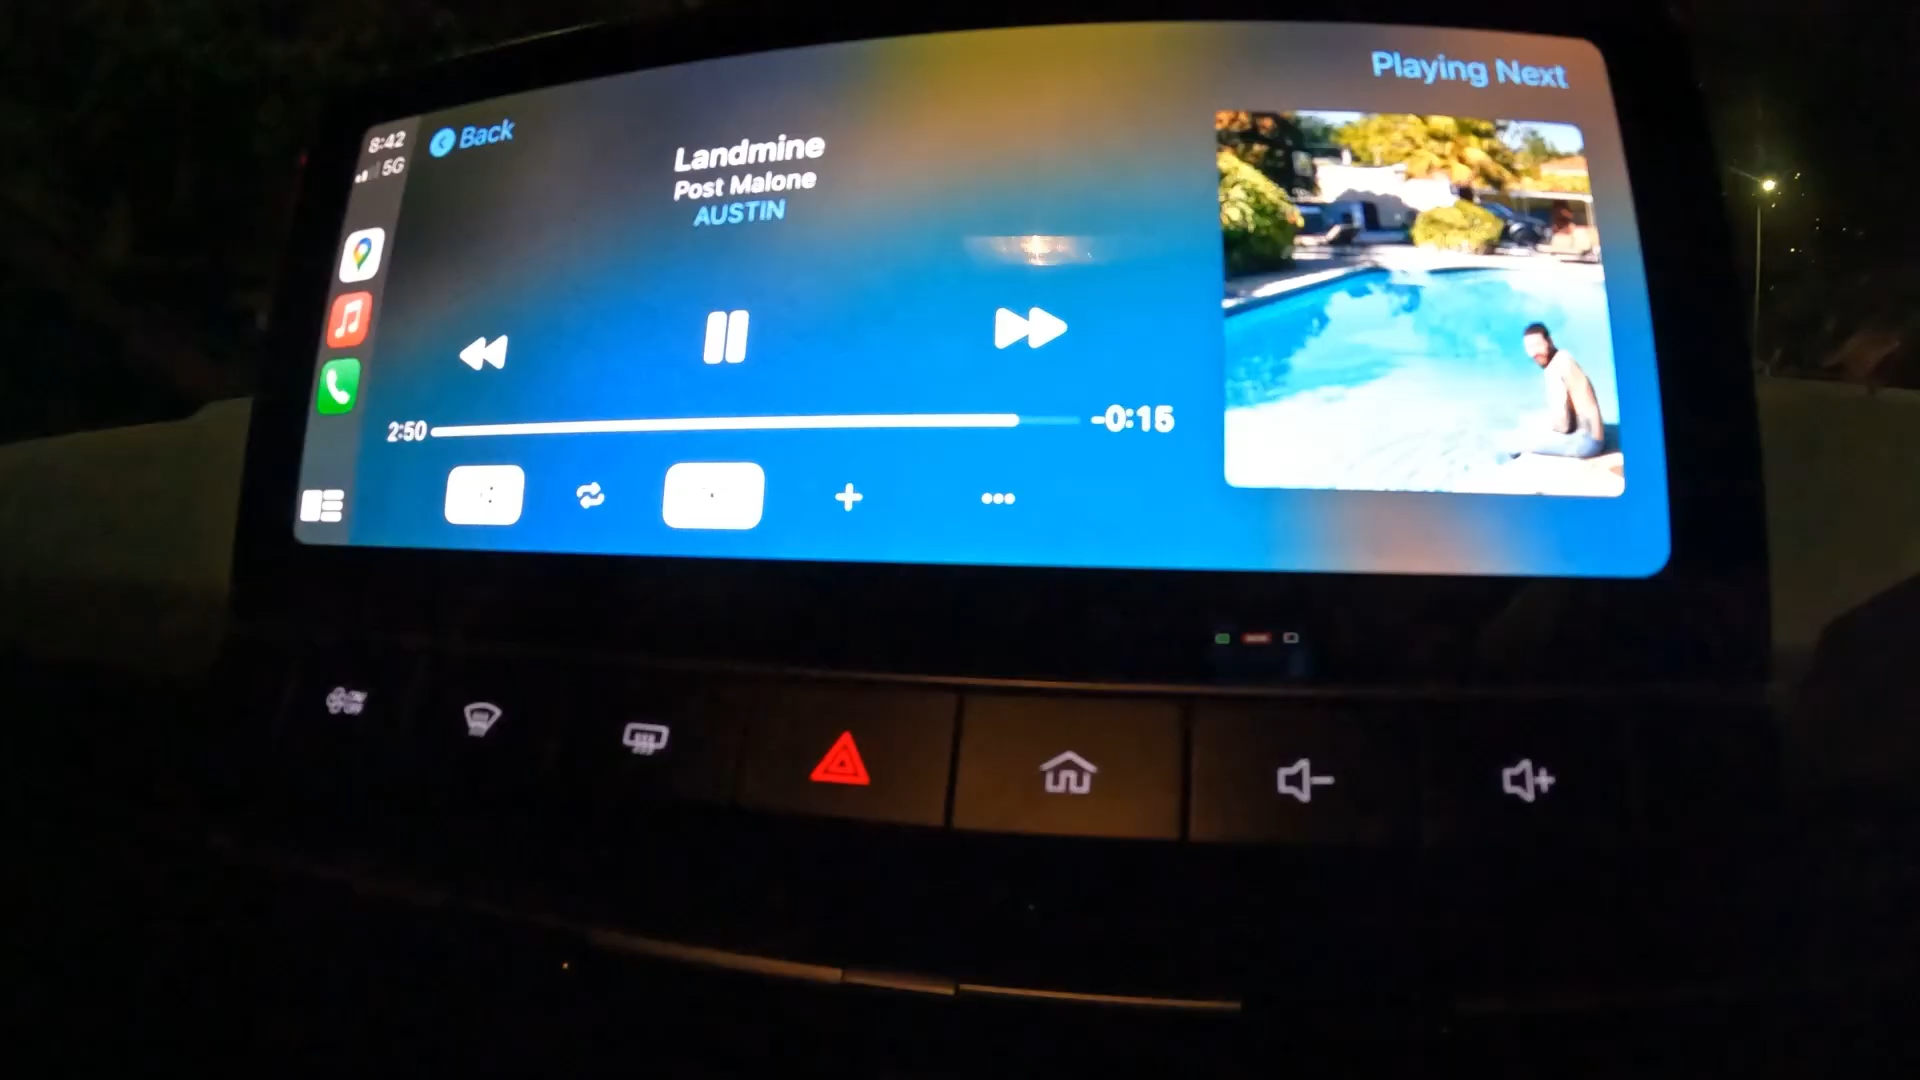 Playing Next
8:42
5G
Back
Landmine
Post Malone
AUSTIN
2:50
-0:15